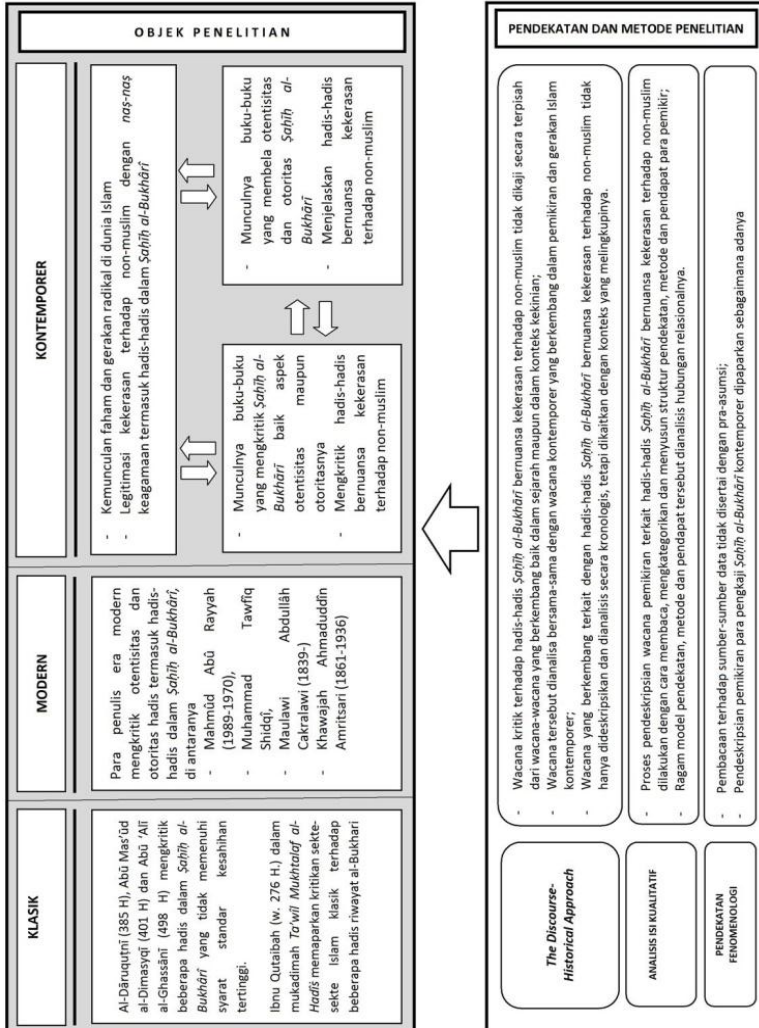 OBJEK PENELITIAN
KLASIK
Al-Dāruquṭnī (385 H), Abū Mas'ūd
al-Dimasyqī (401 H) dan Abū 'Alī
al-Ghassānī (498 H) mengkritik
beberapa hadis dalam Ṣaḥīḥ al-
Bukhārī yang tidak memenuhi
syarat standar kesahihan
tertinggi.
Ibnu Qutaibah (w. 276 H.) dalam
mukadimah Ta'wīl Mukhtalaf al-
Hadīs memaparkan kritikan sekte-
sekte Islam klasik terhadap
beberapa hadis riwayat al-Bukhari
MODERN
Para penulis era modern
mengkritik otentisitas dan
otoritas hadis termasuk hadis-
hadis dalam Ṣaḥīḥ al-Bukhārī,
di antaranya
- Mahmūd Abū Rayyah
(1989-1970),
- Muhammad Tawfīq
Shidqī,
- Maulawi Abdullāh
Cakralawi (1839-)
- Khawajah Ahmaduddīn
Amritsari (1861-1936)
KONTEMPORER
- Kemunculan faham dan gerakan radikal di dunia Islam
- Legitimasi kekerasan terhadap non-muslim dengan naṣ-naṣ
keagamaan termasuk hadis-hadis dalam Ṣaḥīḥ al-Bukhārī
- Munculnya buku-buku
yang mengkritik Ṣaḥīḥ al-
Bukhārī baik aspek
otentisitas maupun
otoritasnya
- Mengkritik hadis-hadis
bernuansa kekerasan
terhadap non-muslim
- Munculnya buku-buku
yang membela otentisitas
dan otoritas Ṣaḥīḥ al-
Bukhārī
- Menjelaskan hadis-hadis
bernuansa kekerasan
terhadap non-muslim
PENDEKATAN DAN METODE PENELITIAN
The Discourse-
Historical Approach
- Wacana kritik terhadap hadis-hadis Ṣaḥīḥ al-Bukhārī bernuansa kekerasan terhadap non-muslim tidak dikaji secara terpisah
dari wacana-wacana yang berkembang baik dalam sejarah maupun dalam konteks kekinian;
- Wacana tersebut dianalisa bersama-sama dengan wacana kontemporer yang berkembang dalam pemikiran dan gerakan Islam
kontemporer;
- Wacana yang berkembang terkait dengan hadis-hadis Ṣaḥīḥ al-Bukhārī bernuansa kekerasan terhadap non-muslim tidak
hanya dideskripsikan dan dianalisis secara kronologis, tetapi dikaitkan dengan konteks yang melingkupinya.
ANALISIS ISI KUALITATIF
- Proses pendeskripsian wacana pemikiran terkait hadis-hadis Ṣaḥīḥ al-Bukhārī bernuansa kekerasan terhadap non-muslim
dilakukan dengan cara membaca, mengkategorikan dan menyusun struktur pendekatan, metode dan pendapat para pemikir;
- Ragam model pendekatan, metode dan pendapat tersebut dianalisis hubungan relasionalnya.
PENDEKATAN
FENOMENOLOGI
- Pembacaan terhadap sumber-sumber data tidak disertai dengan pra-asumsi;
- Pendeskripsian pemikiran para pengkaji Ṣaḥīḥ al-Bukhārī kontemporer dipaparkan sebagaimana adanya